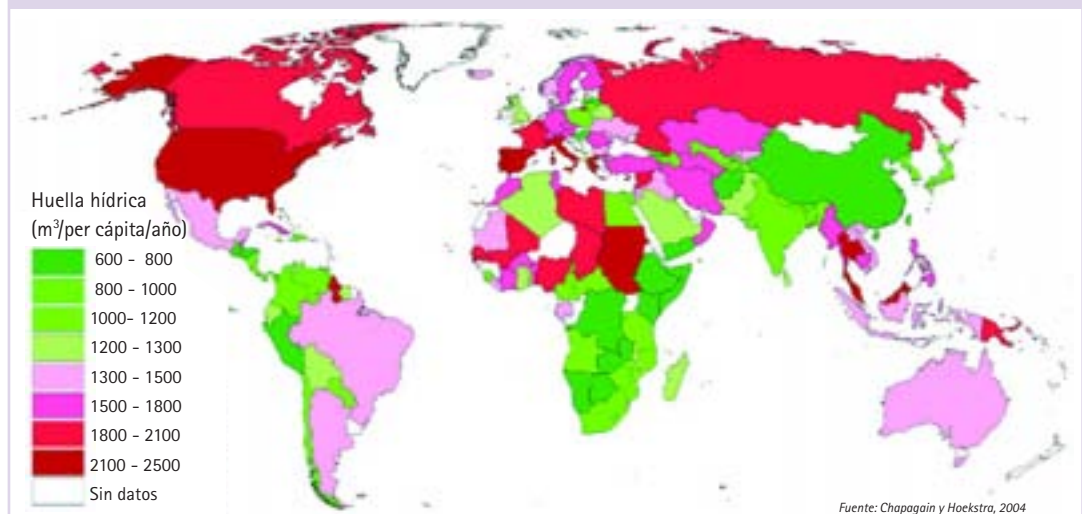 Huella hídrica
(m³/per cápita/año)
600 - 800
800 - 1000
1000- 1200
1200 - 1300
1300 - 1500
1500 - 1800
1800 - 2100
2100 - 2500
Sin datos
Fuente: Chapagain y Hoekstra, 2004